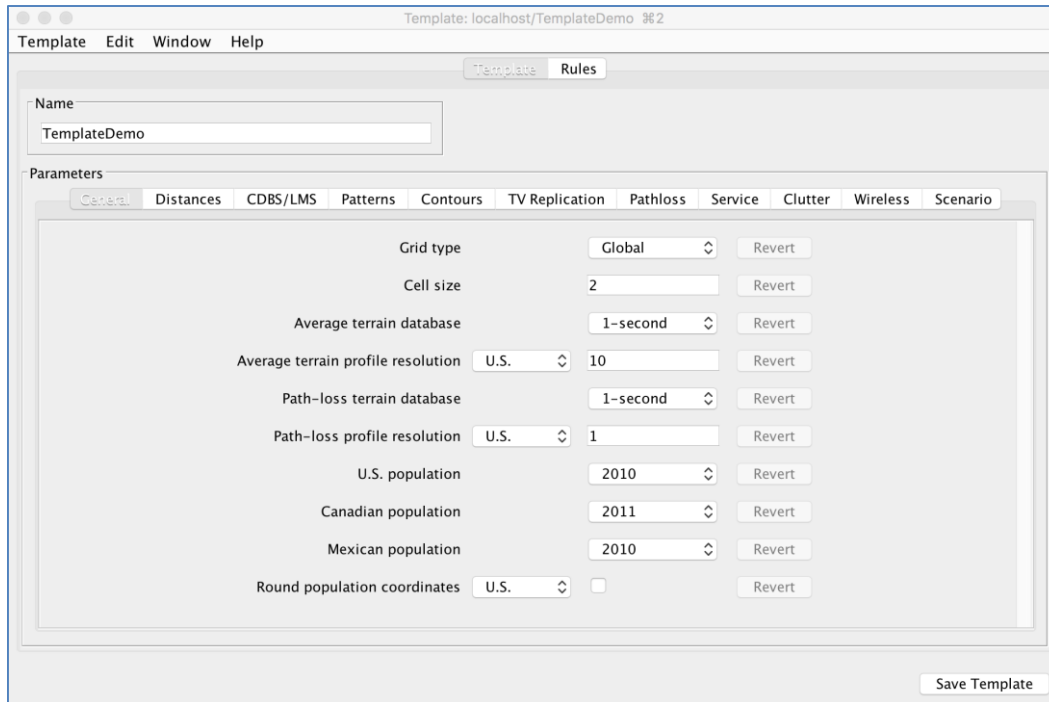 Template: localhost/TemplateDemo ⌘2
Template Edit Window Help
Template Rules
Name
TemplateDemo
Parameters
General Distances CDBS/LMS Patterns Contours TV Replication Pathloss Service Clutter Wireless Scenario
Grid type Global Revert
Cell size 2 Revert
Average terrain database 1-second Revert
Average terrain profile resolution U.S. 10 Revert
Path-loss terrain database 1-second Revert
Path-loss profile resolution U.S. 1 Revert
U.S. population 2010 Revert
Canadian population 2011 Revert
Mexican population 2010 Revert
Round population coordinates U.S. Revert
Save Template